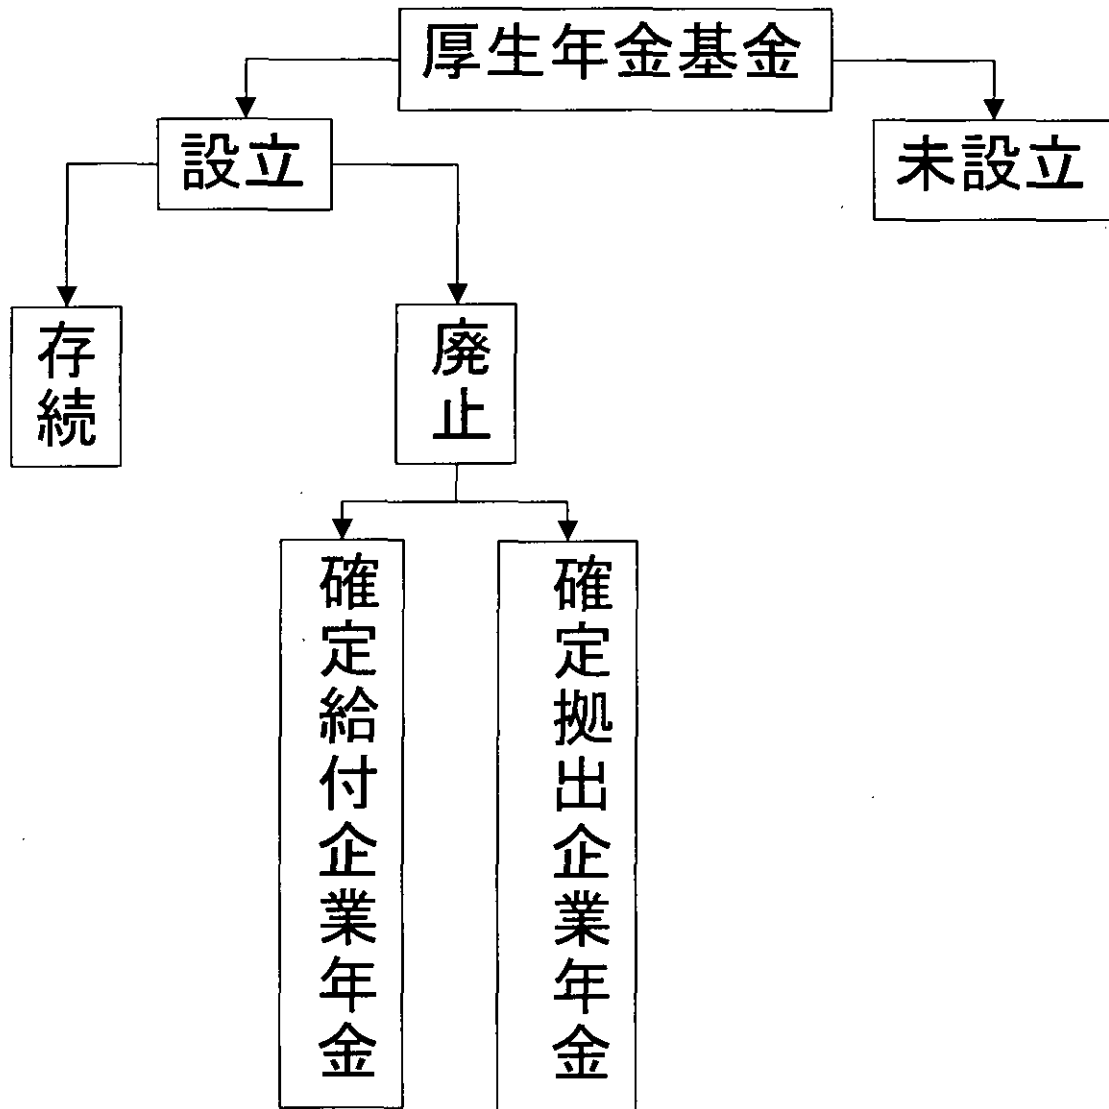 厚生年金基金
設立
未設立
存続
廃止
確定給付企業年金
確定拠出企業年金